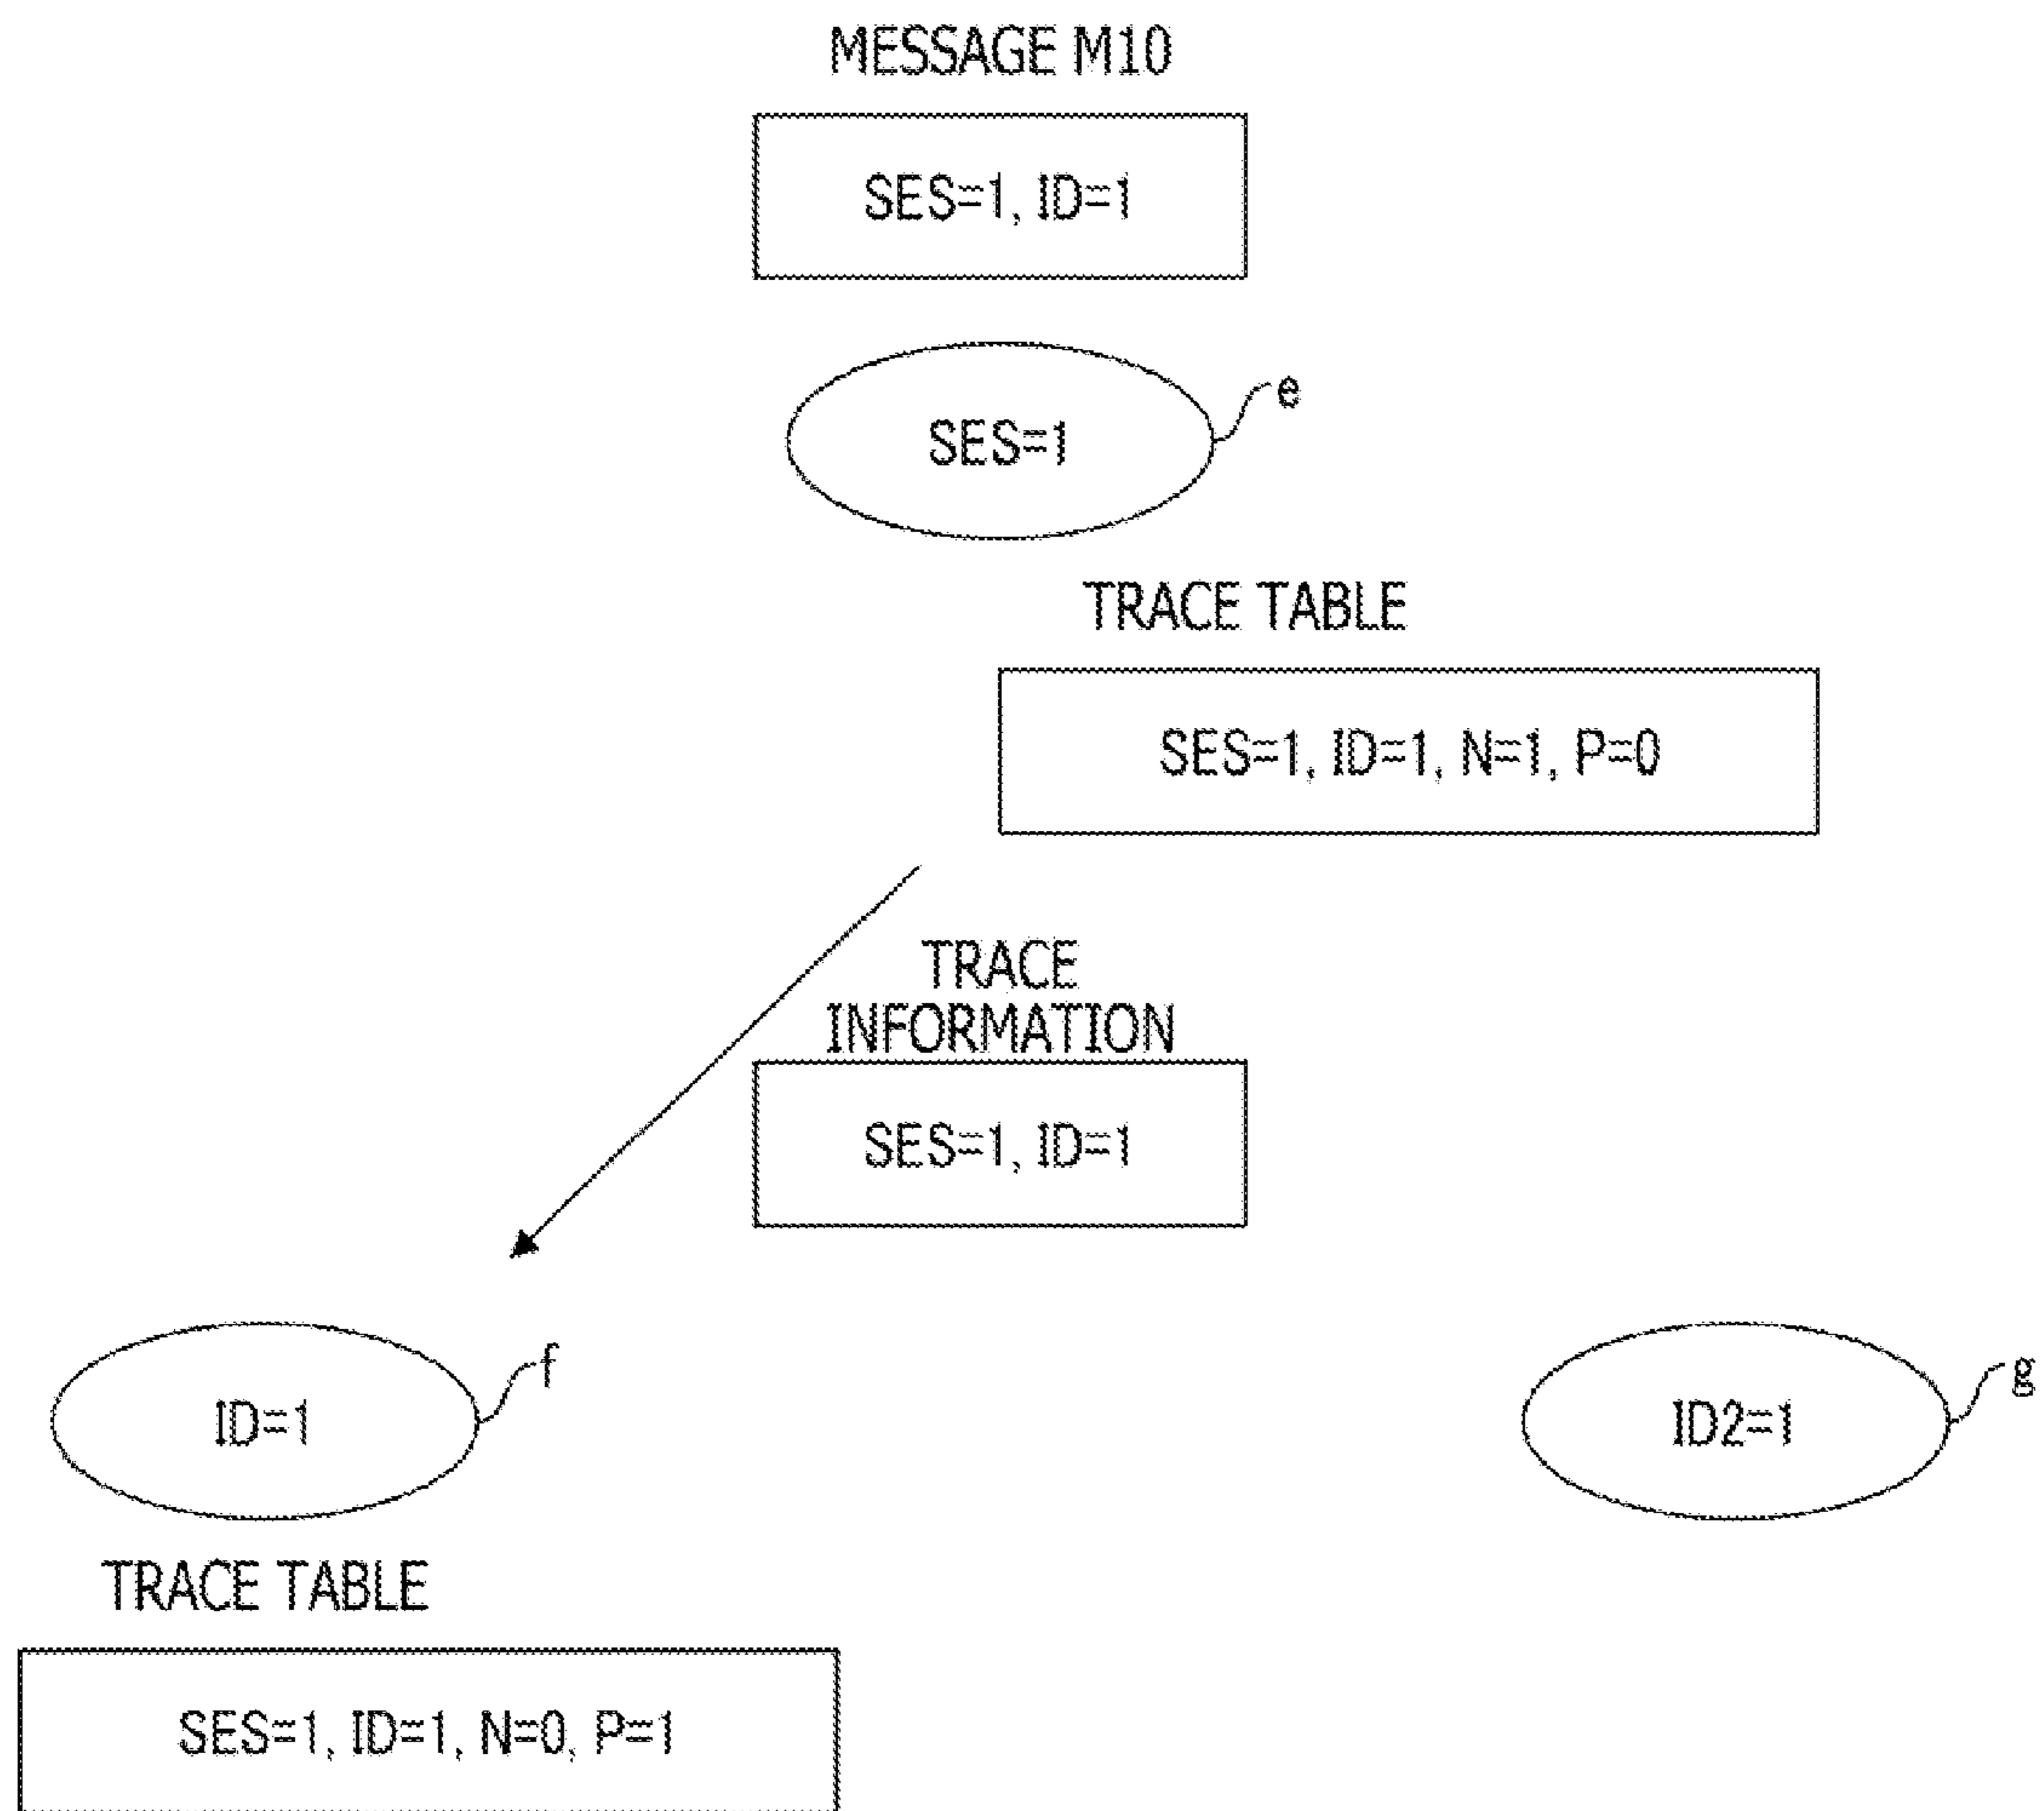 MESSAGE M10
SES=1, ID=1
SES=1
e
TRACE TABLE
SES=1, ID=1, N=1, P=0
TRACE
INFORMATION
SES=1, ID=1
ID=1
f
ID2=1
g
TRACE TABLE
SES=1, ID=1, N=0, P=1